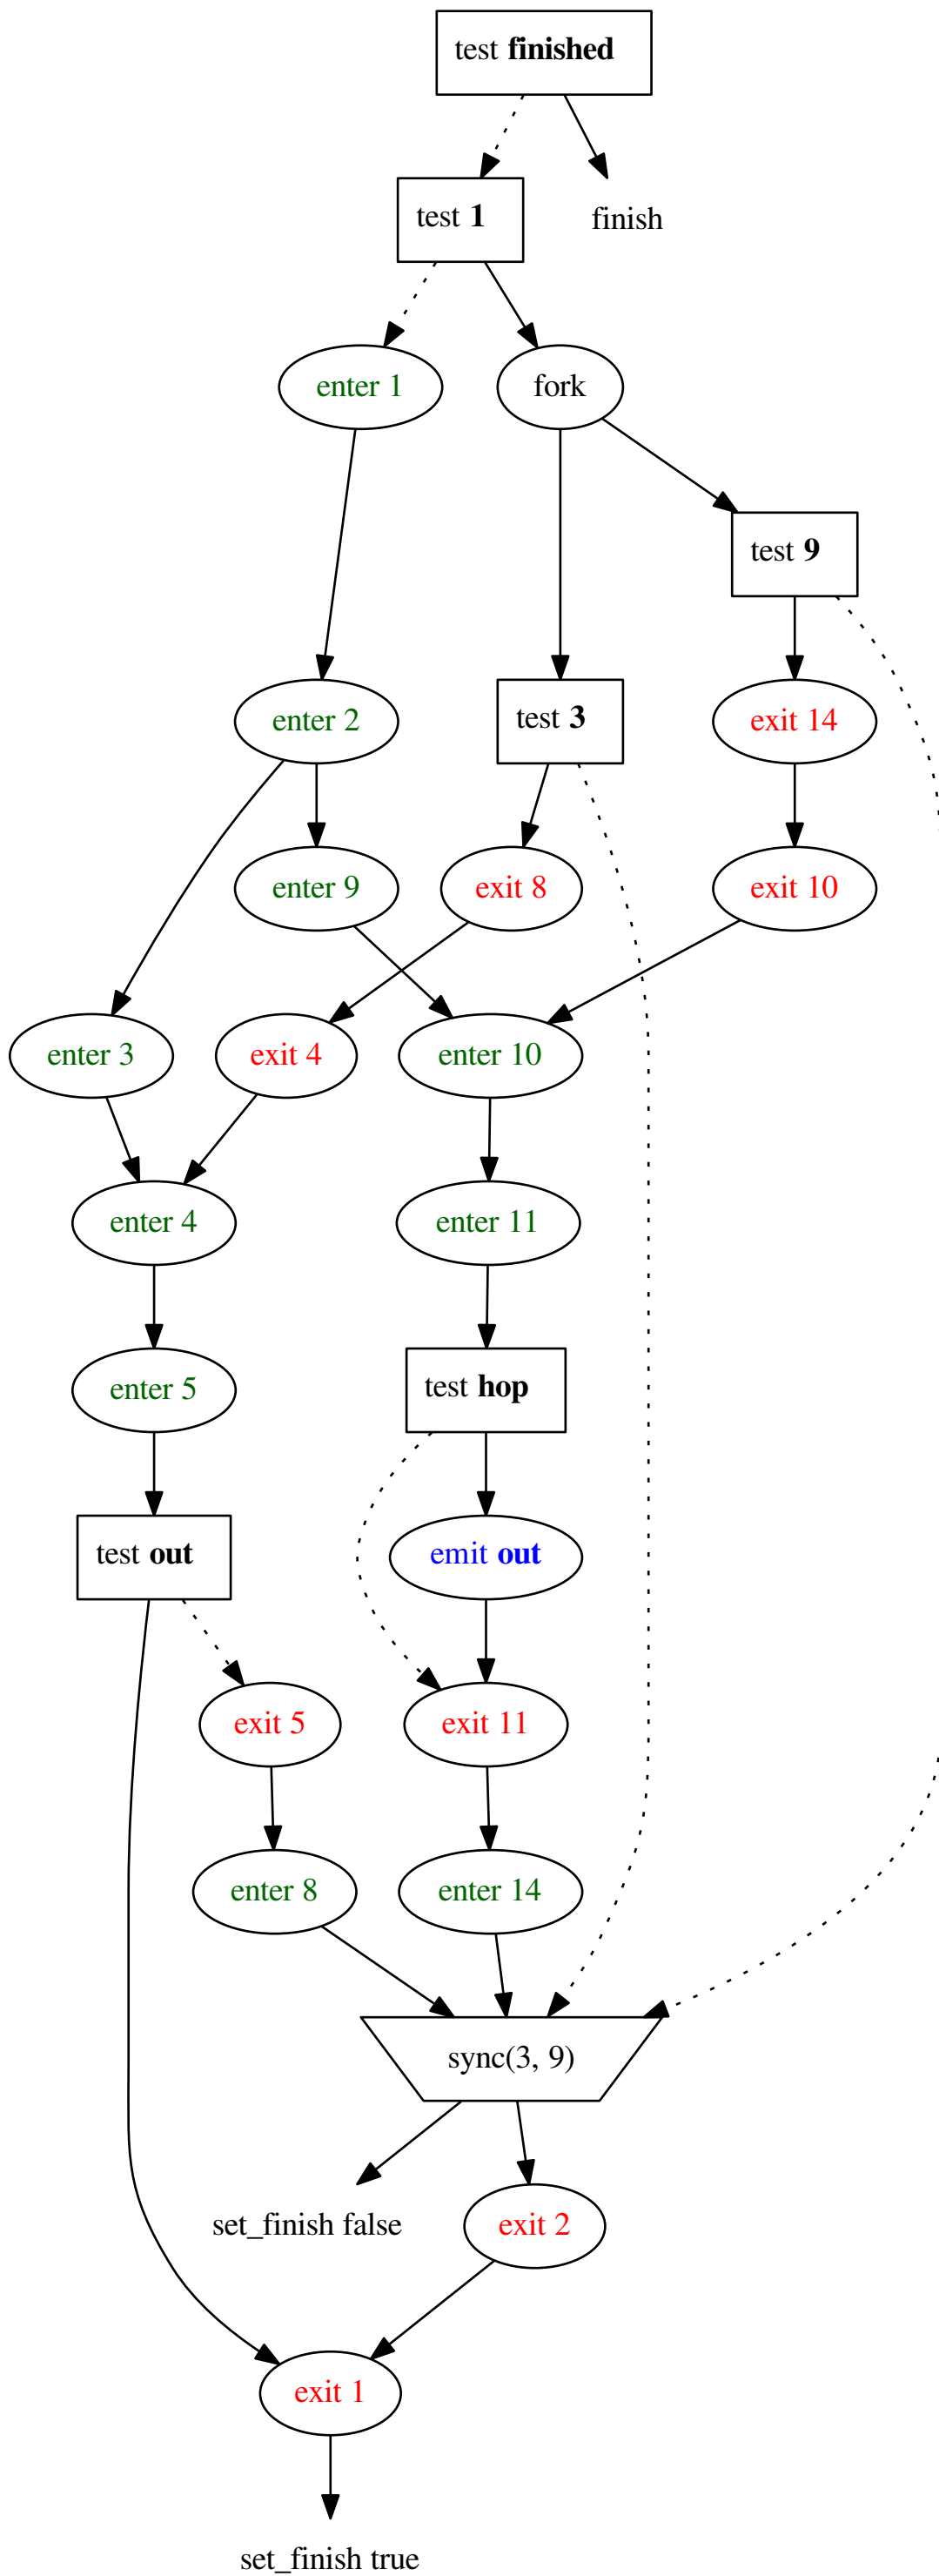 test finished
test 1
finish
enter 1
fork
test 9
enter 2
test 3
exit 14
enter 9
exit 8
exit 10
enter 3
exit 4
enter 10
enter 4
enter 11
enter 5
test hop
test out
emit out
exit 5
exit 11
enter 8
enter 14
sync(3, 9)
set_finish false
exit 2
exit 1
set_finish true